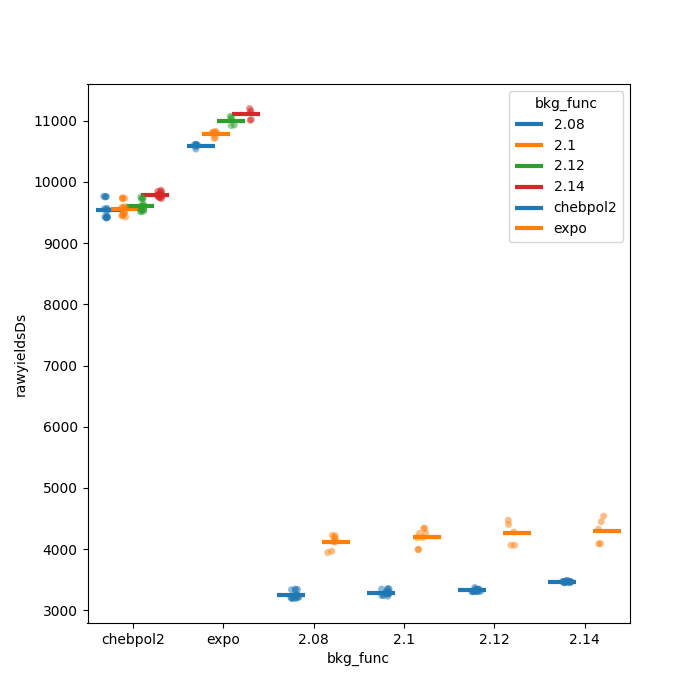 bkg_func
2.08
2.1
2.12
2.14
chebpol2
expo
11000
10000
9000
8000
7000
6000
5000
4000
3000
rawyieldsDs
chebpol2 expo 2.08 2.1 2.12 2.14
bkg_func